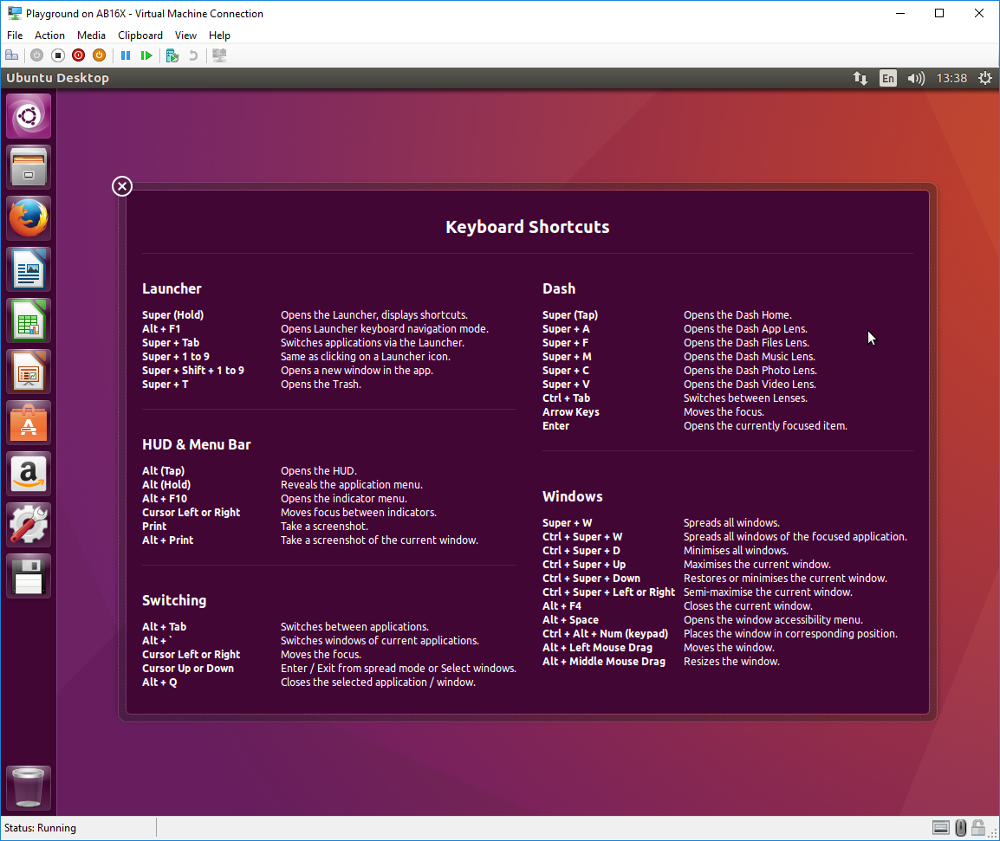 Playground on AB16X - Virtual Machine Connection
File Action Media Clipboard View Help
Ubuntu Desktop En 13:38
Keyboard Shortcuts
Launcher
Super (Hold) Opens the Launcher, displays shortcuts.
Alt + F1 Opens Launcher keyboard navigation mode.
Super + Tab Switches applications via the Launcher.
Super + 1 to 9 Same as clicking on a Launcher icon.
Super + Shift + 1 to 9 Opens a new window in the app.
Super + T Opens the Trash.
HUD & Menu Bar
Alt (Tap) Opens the HUD.
Alt (Hold) Reveals the application menu.
Alt + F10 Opens the indicator menu.
Cursor Left or Right Moves focus between indicators.
Print Take a screenshot.
Alt + Print Take a screenshot of the current window.
Switching
Alt + Tab Switches between applications.
Alt + ` Switches windows of current applications.
Cursor Left or Right Moves the focus.
Cursor Up or Down Enter / Exit from spread mode or Select windows.
Alt + Q Closes the selected application / window.
Dash
Super (Tap) Opens the Dash Home.
Super + A Opens the Dash App Lens.
Super + F Opens the Dash Files Lens.
Super + M Opens the Dash Music Lens.
Super + C Opens the Dash Photo Lens.
Super + V Opens the Dash Video Lens.
Ctrl + Tab Switches between Lenses.
Arrow Keys Moves the focus.
Enter Opens the currently focused item.
Windows
Super + W Spreads all windows.
Ctrl + Super + W Spreads all windows of the focused application.
Ctrl + Super + D Minimises all windows.
Ctrl + Super + Up Maximises the current window.
Ctrl + Super + Down Restores or minimises the current window.
Ctrl + Super + Left or Right Semi-maximise the current window.
Alt + F4 Closes the current window.
Alt + Space Opens the window accessibility menu.
Ctrl + Alt + Num (keypad) Places the window in corresponding position.
Alt + Left Mouse Drag Moves the window.
Alt + Middle Mouse Drag Resizes the window.
a
Status: Running